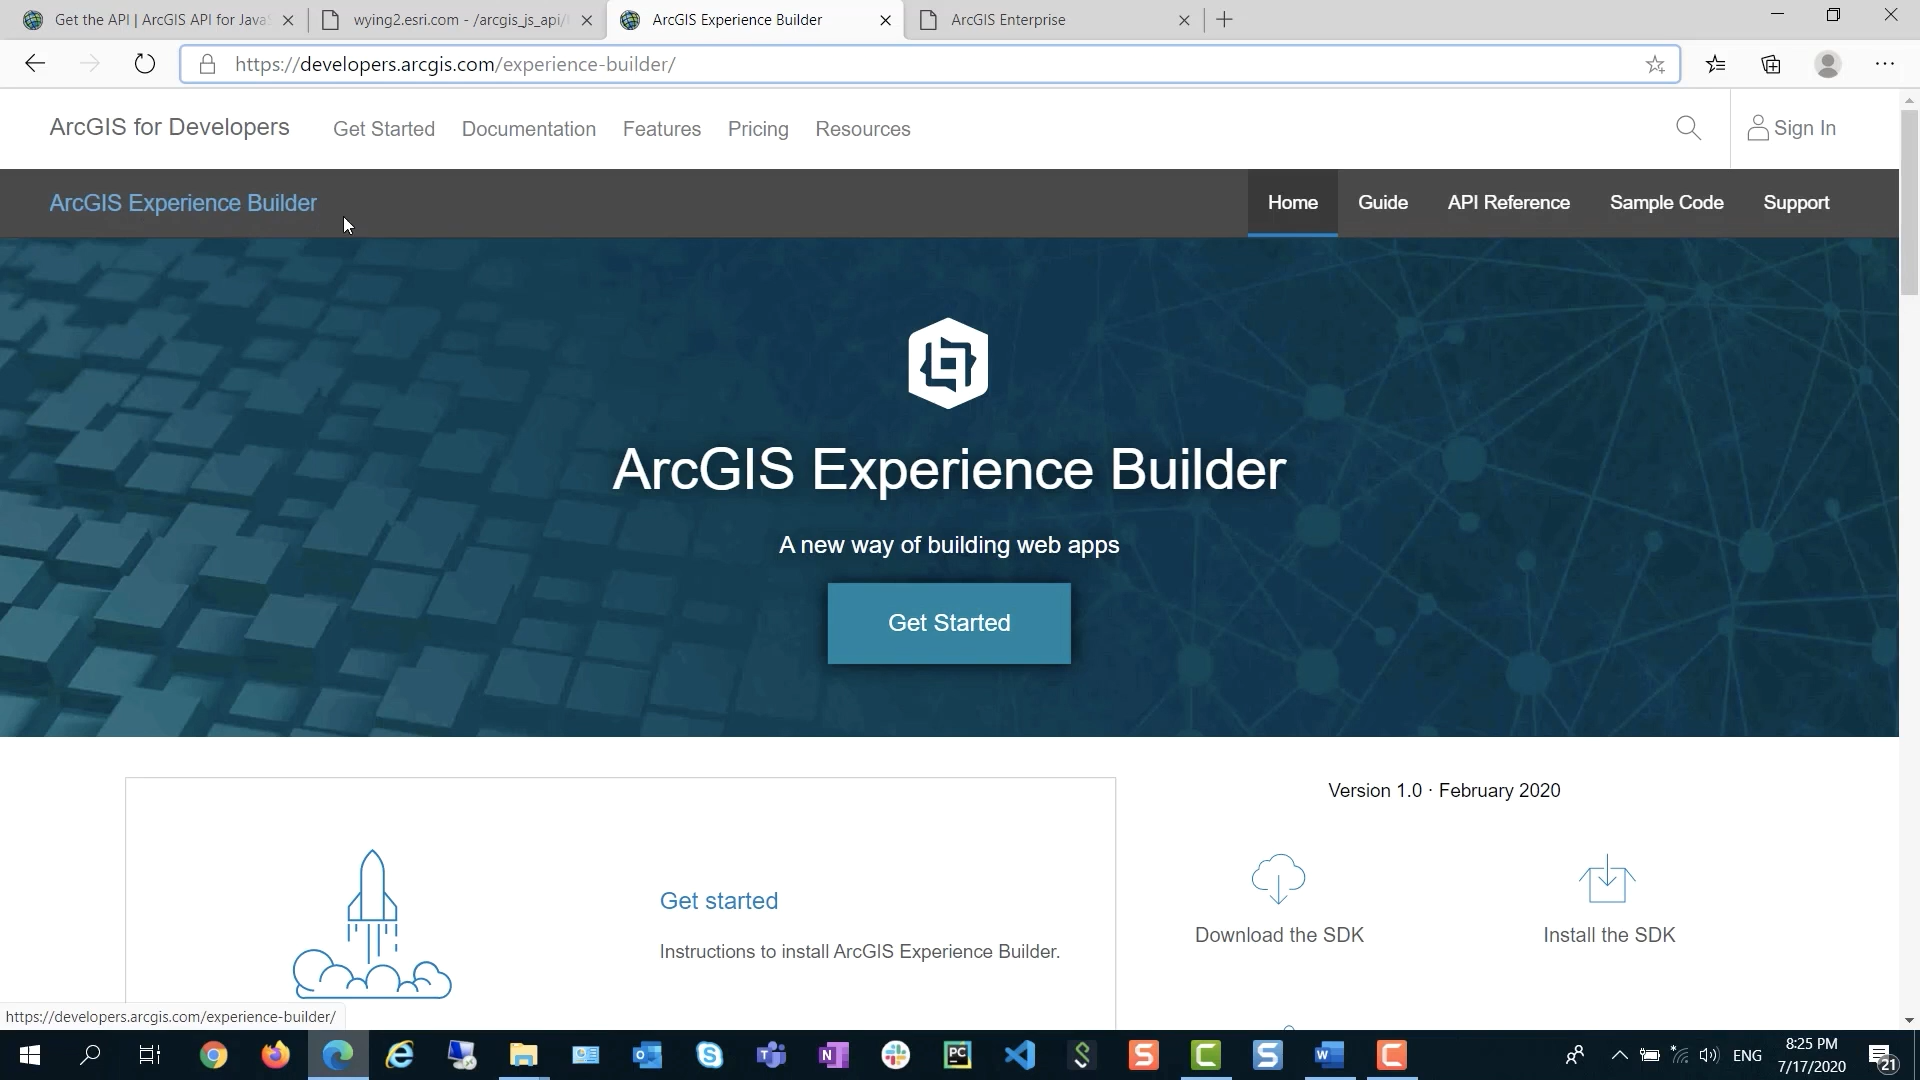 Get the API | ArcGIS API for Java
wying2.esri.com - /arcgis_js_api/
ArcGIS Experience Builder
ArcGIS Enterprise
https://developers.arcgis.com/experience-builder/
ArcGIS for Developers
Get Started
Documentation
Features
Pricing
Resources
Sign In
ArcGIS Experience Builder
Home
Guide
API Reference
Sample Code
Support
ArcGIS Experience Builder
A new way of building web apps
Get Started
Version 1.0 · February 2020
Get started
Instructions to install ArcGIS Experience Builder.
Download the SDK
Install the SDK
https://developers.arcgis.com/experience-builder/
ENG
8:25 PM
7/17/2020
21